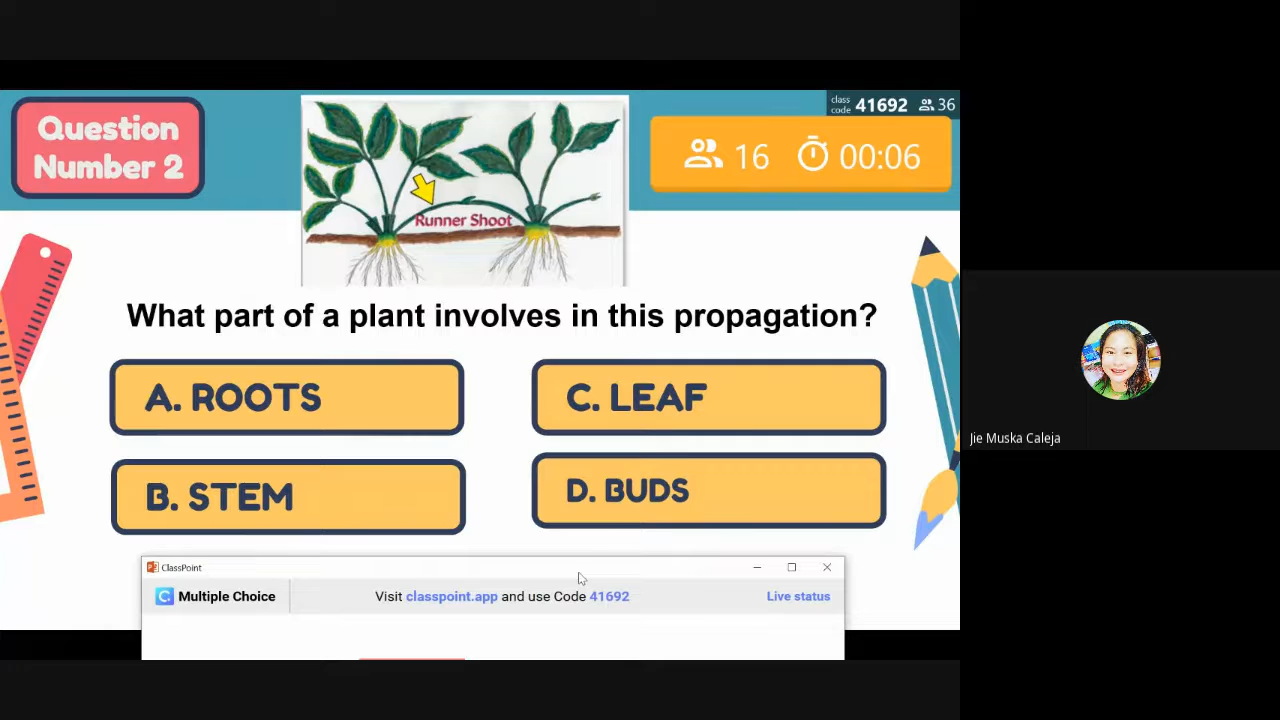 Question
Number 2
class
code 41692 36
16 00:06
Runner Shoot
What part of a plant involves in this propagation?
A. ROOTS
C. LEAF
B. STEM
D. BUDS
Jie Muska Caleja
ClassPoint
Multiple Choice
Visit classpoint.app and use Code 41692
Live status